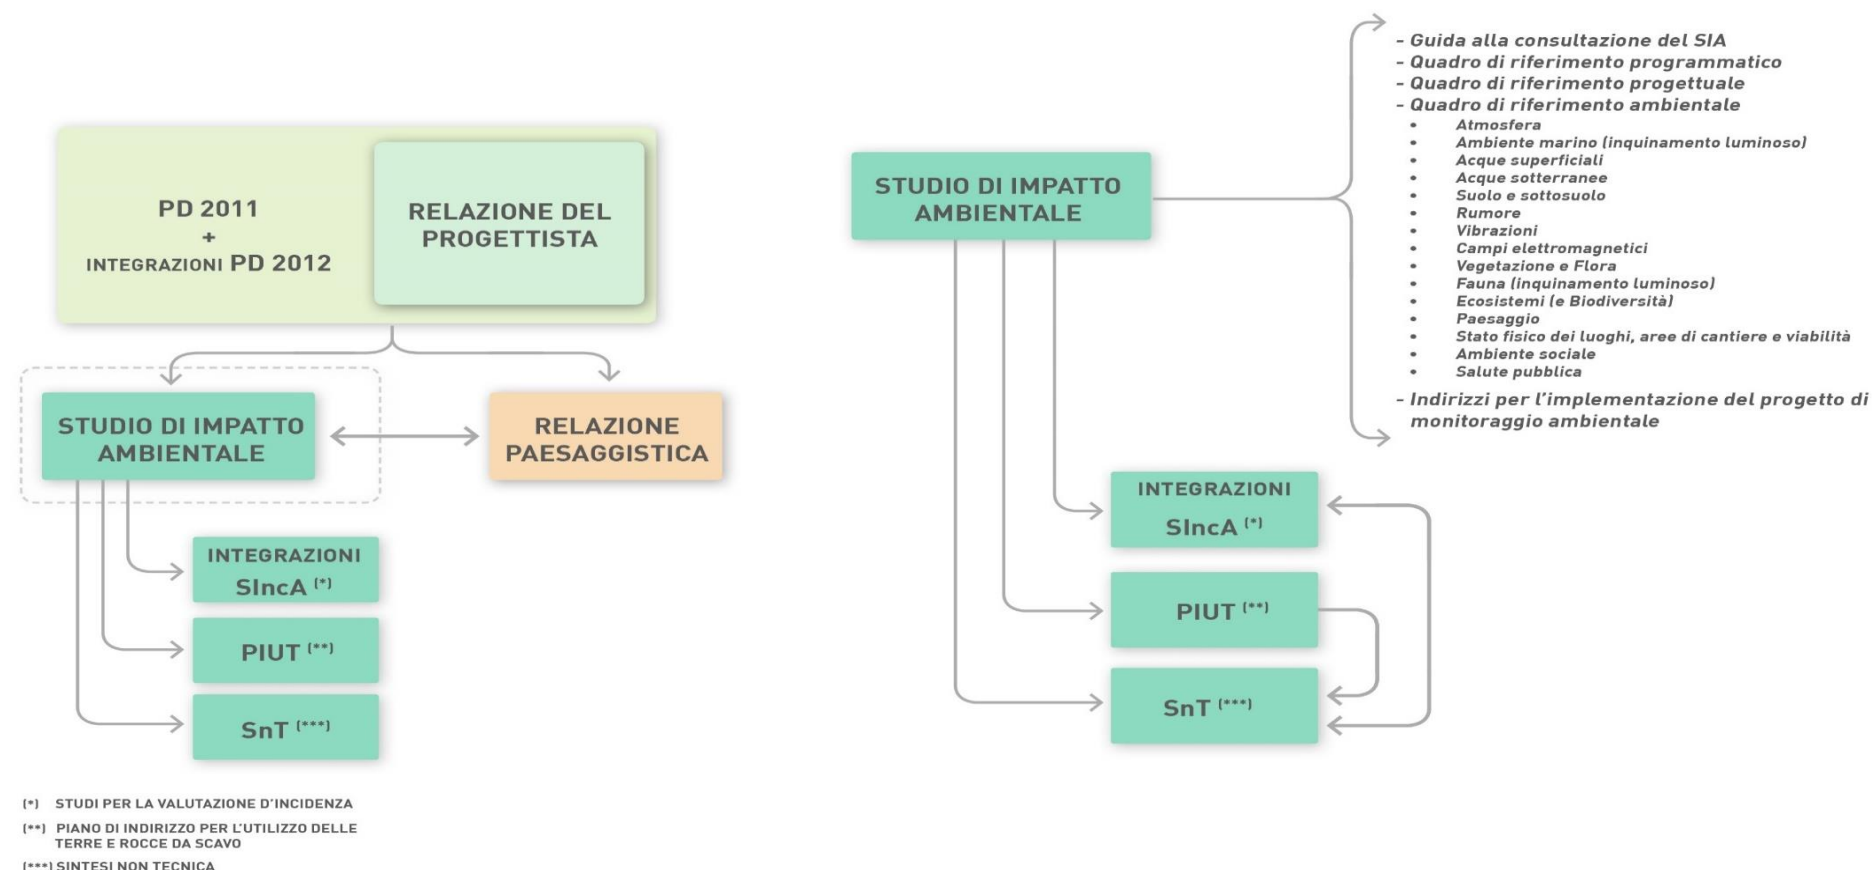 PD 2011
+
INTEGRAZIONI PD 2012
RELAZIONE DEL
PROGETTISTA
STUDIO DI IMPATTO
AMBIENTALE
RELAZIONE
PAESAGGISTICA
INTEGRAZIONI
SIncA (*)
PIUT (**)
SnT (***)
(*) STUDI PER LA VALUTAZIONE D'INCIDENZA
(**) PIANO DI INDIRIZZO PER L'UTILIZZO DELLE
TERRE E ROCCE DA SCAVO
(***) SINTESI NON TECNICA
STUDIO DI IMPATTO
AMBIENTALE
- Guida alla consultazione del SIA
- Quadro di riferimento programmatico
- Quadro di riferimento progettuale
- Quadro di riferimento ambientale
• Atmosfera
• Ambiente marino (inquinamento luminoso)
• Acque superficiali
• Acque sotterranee
• Suolo e sottosuolo
• Rumore
• Vibrazioni
• Campi elettromagnetici
• Vegetazione e Flora
• Fauna (inquinamento luminoso)
• Ecosistemi (e Biodiversità)
• Paesaggio
• Stato fisico dei luoghi, aree di cantiere e viabilità
• Ambiente sociale
• Salute pubblica
- Indirizzi per l'implementazione del progetto di
monitoraggio ambientale
INTEGRAZIONI
SIncA (*)
PIUT (**)
SnT (***)